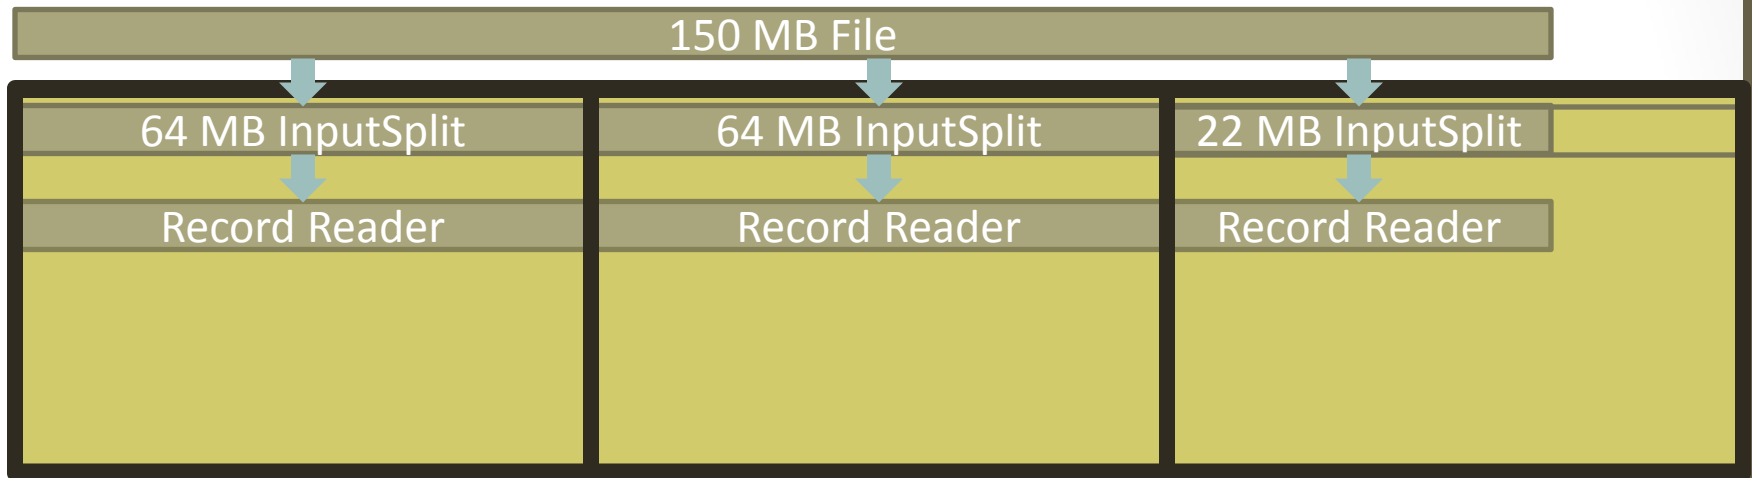 150 MB File
64 MB InputSplit
64 MB InputSplit
22 MB InputSplit
Record Reader
Record Reader
Record Reader